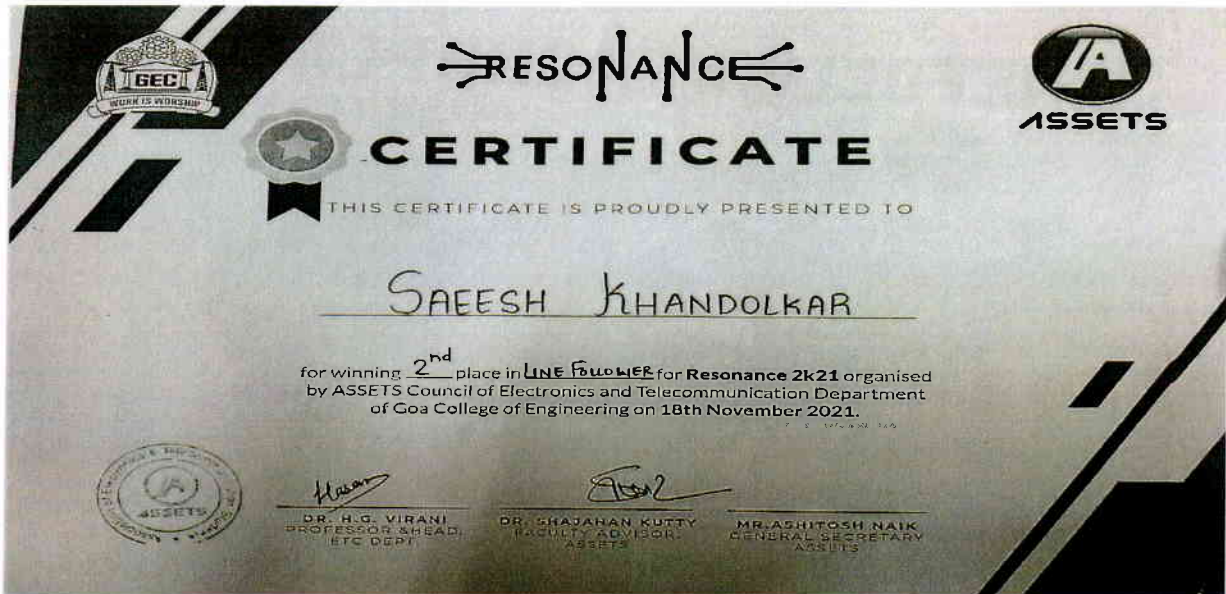 GEC
WORK IS WORSHIP
RESONANCE
ASSETS
CERTIFICATE
THIS CERTIFICATE IS PROUDLY PRESENTED TO
SAEESH KHANDOLKAR
for winning 2nd place in LINE FOLLOWER for Resonance 2k21 organised
by ASSETS Council of Electronics and Telecommunication Department
of Goa College of Engineering on 18th November 2021.
ASSETS
DR. H.G. VIRANI
PROFESSOR & HEAD,
ETC DEPT.
DR. SHAJAHAN KUTTY
FACULTY ADVISOR,
ASSETS
MR.ASHITOSH NAIK
GENERAL SECRETARY
ASSETS